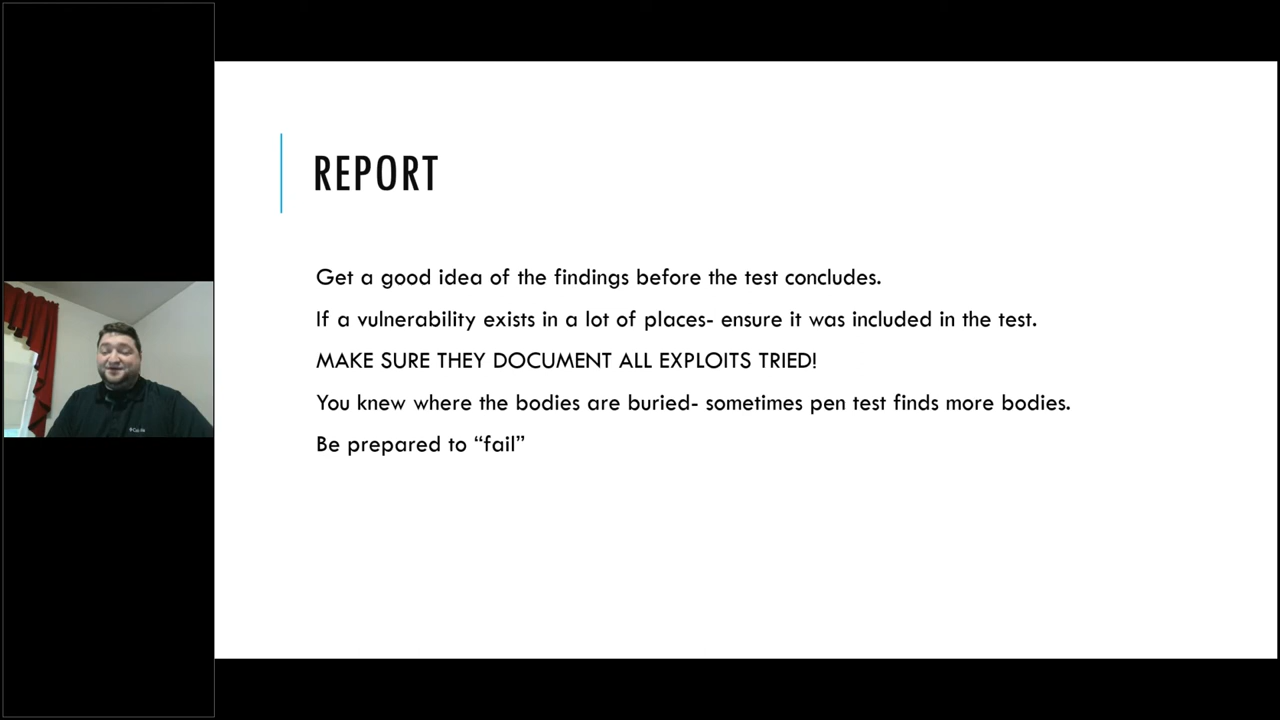 REPORT
Get a good idea of the findings before the test concludes.
If a vulnerability exists in a lot of places- ensure it was included in the test.
MAKE SURE THEY DOCUMENT ALL EXPLOITS TRIED!
You knew where the bodies are buried- sometimes pen test finds more bodies.
Be prepared to “fail”